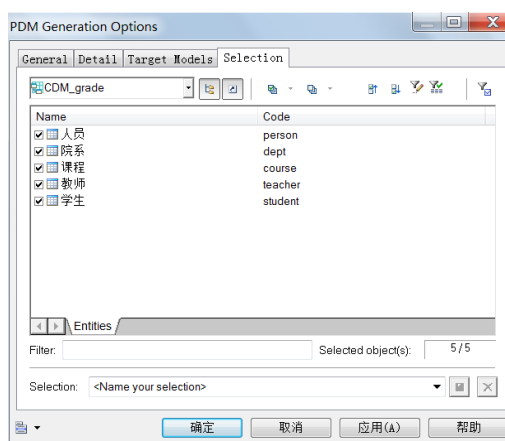 PDM Generation Options
General Detail Target Models Selection
CDM_grade
Name Code
人员 person
院系 dept
课程 course
教师 teacher
学生 student
Entities
Filter: Selected object(s): 5/5
Selection: <Name your selection>
确定 取消 应用(A) 帮助